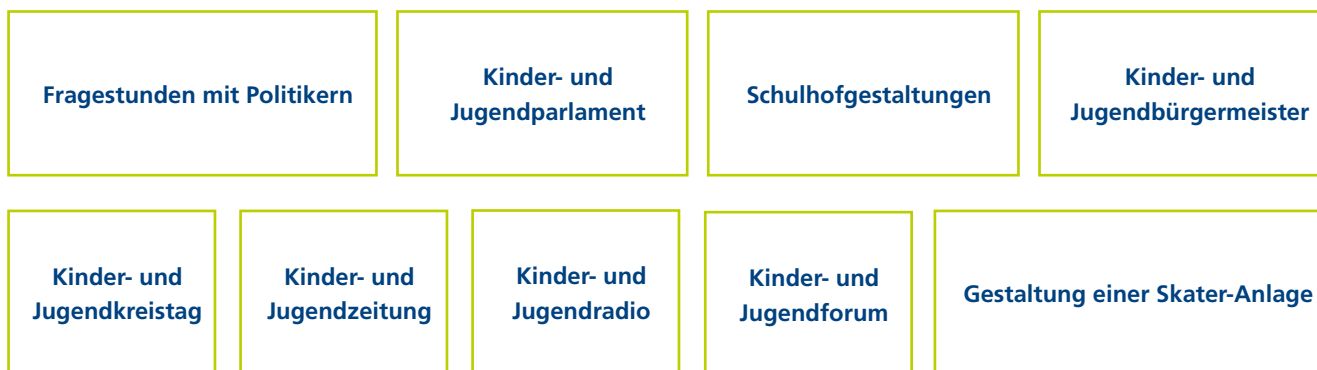 Fragestunden mit Politikern
Kinder- und
Jugendparlament
Schulhofgestaltungen
Kinder- und
Jugendbürgermeister
Kinder- und
Jugendkreistag
Kinder- und
Jugendzeitung
Kinder- und
Jugendradio
Kinder- und
Jugendforum
Gestaltung einer Skater-Anlage